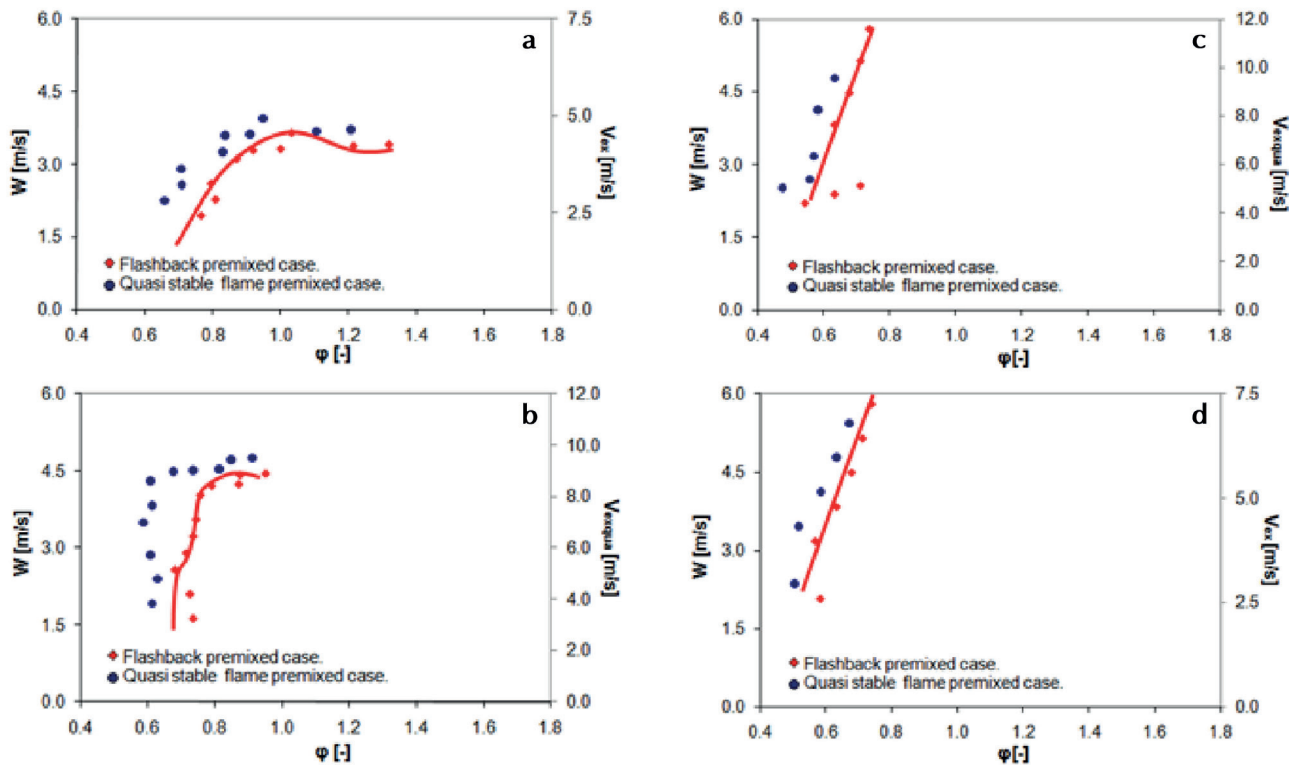 a
6.0
4.5
3.0
1.5
0.0
W [m/s]
7.5
5.0
2.5
0.0
Vex [m/s]
Flashback premixed case.
Quasi stable flame premixed case.
0.4 0.6 0.8 1.0 1.2 1.4 1.6 1.8
φ [-]
c
6.0
4.5
3.0
1.5
0.0
W [m/s]
12.0
10.0
8.0
6.0
4.0
12.0
0.0
Vexqua [m/s]
Flashback premixed case.
Quasi stable flame premixed case.
0.4 0.6 0.8 1.0 1.2 1.4 1.6 1.8
φ[-]
b
6.0
4.5
3.0
1.5
0.0
W [m/s]
12.0
10.0
8.0
6.0
4.0
2.0
0.0
Vexqua [m/s]
Flashback premixed case.
Quasi stable flame premixed case.
0.4 0.6 0.8 1.0 1.2 1.4 1.6 1.8
φ [-]
d
6.0
4.5
3.0
1.5
0.0
W [m/s]
7.5
5.0
2.5
0.0
Vex [m/s]
Flashback premixed case.
Quasi stable flame premixed case.
0.4 0.6 0.8 1.0 1.2 1.4 1.6 1.8
φ[-]